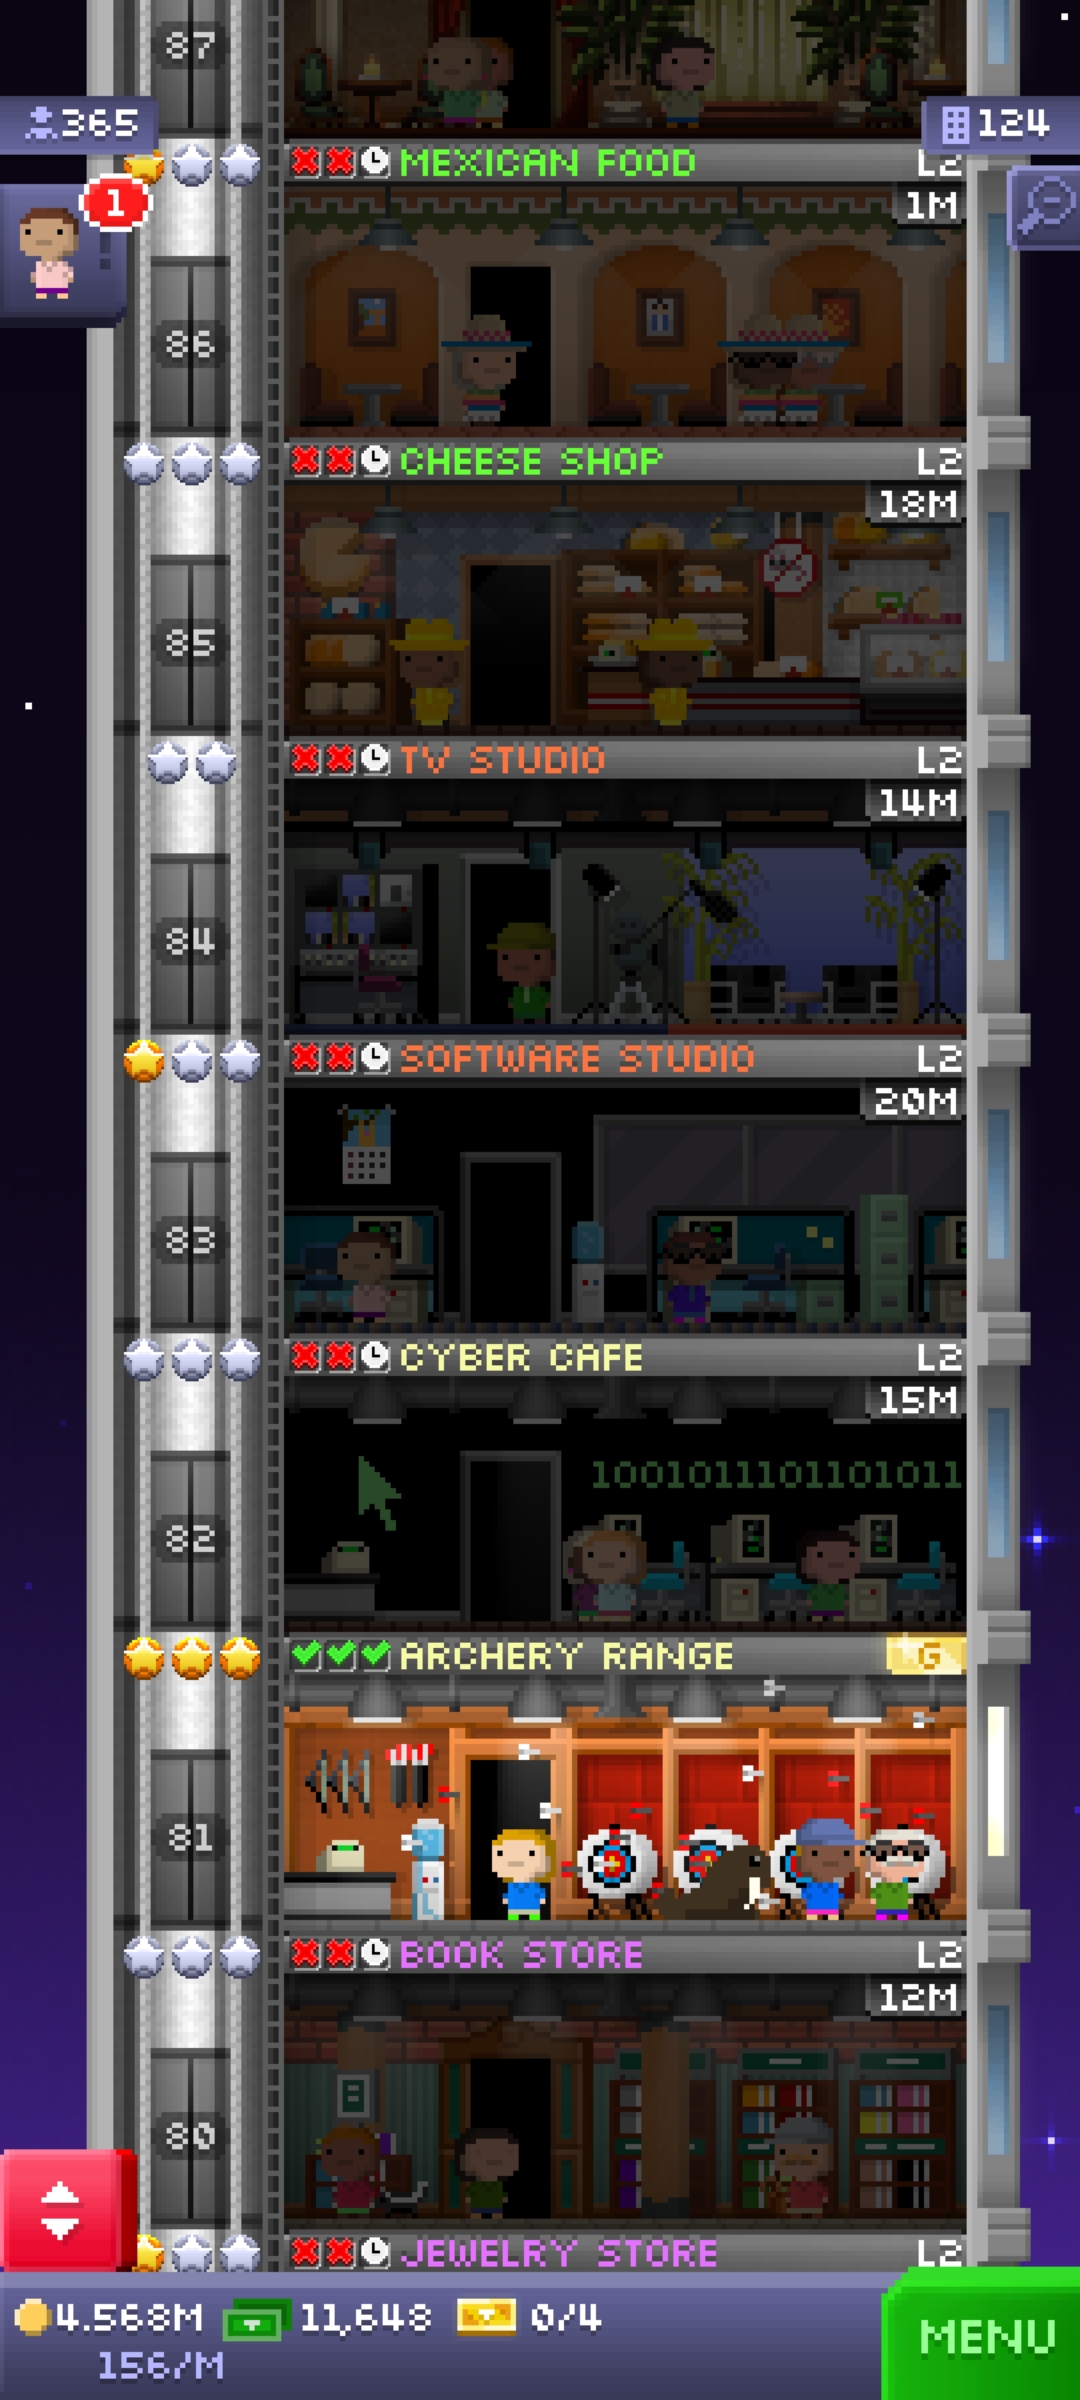 87
365
124
MEXICAN FOOD L2
1M
1
86
CHEESE SHOP L2
18M
85
TV STUDIO L2
14M
84
SOFTWARE STUDIO L2
20M
83
CYBER CAFE L2
15M
1001011101101011
82
ARCHERY RANGE G
81
BOOK STORE L2
12M
80
JEWELRY STORE L2
4.568M 11,648 0/4
156/M
MENU